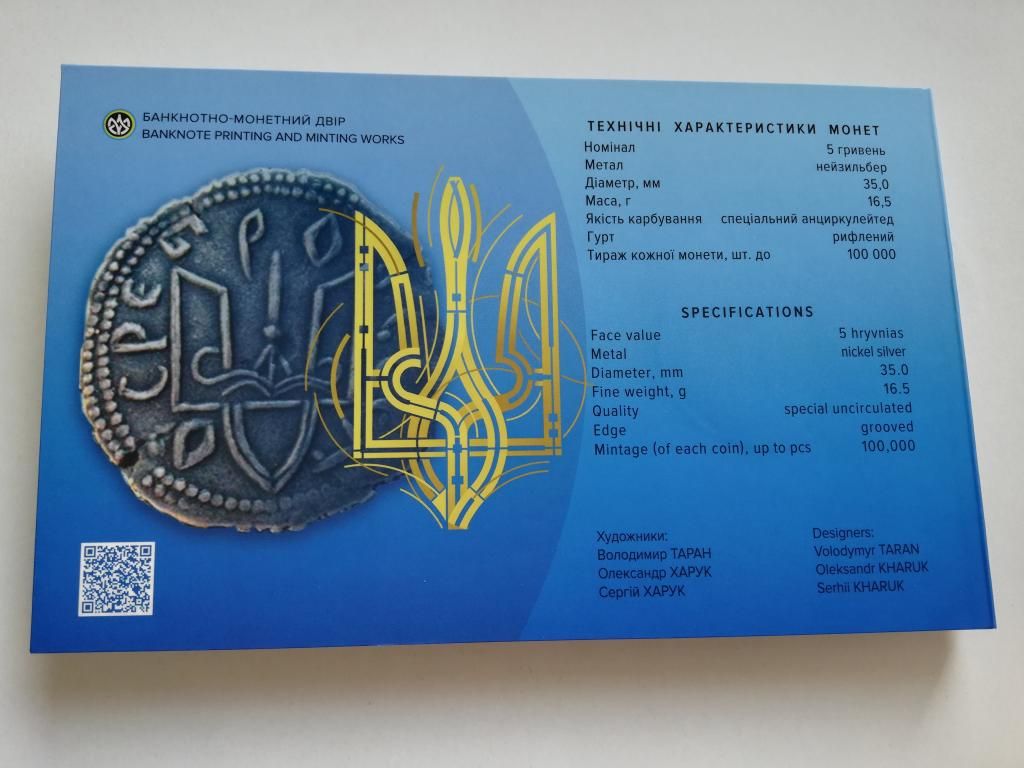 БАНКНОТНО-МОНЕТНИЙ ДВІР
BANKNOTE PRINTING AND MINTING WORKS
ТЕХНІЧНІ ХАРАКТЕРИСТИКИ МОНЕТ
Номінал 5 гривень
Метал нейзильбер
Діаметр, мм 35,0
Маса, г 16,5
Якість карбування спеціальний анциркулейтед
Гурт рифлений
Тираж кожної монети, шт. до 100 000
SPECIFICATIONS
Face value 5 hryvnias
Metal nickel silver
Diameter, mm 35.0
Fine weight, g 16.5
Quality special uncirculated
Edge grooved
Mintage (of each coin), up to pcs 100,000
Художники:
Володимир ТАРАН
Олександр ХАРУК
Сергій ХАРУК
Designers:
Volodymyr TARAN
Oleksandr KHARUK
Serhii KHARUK